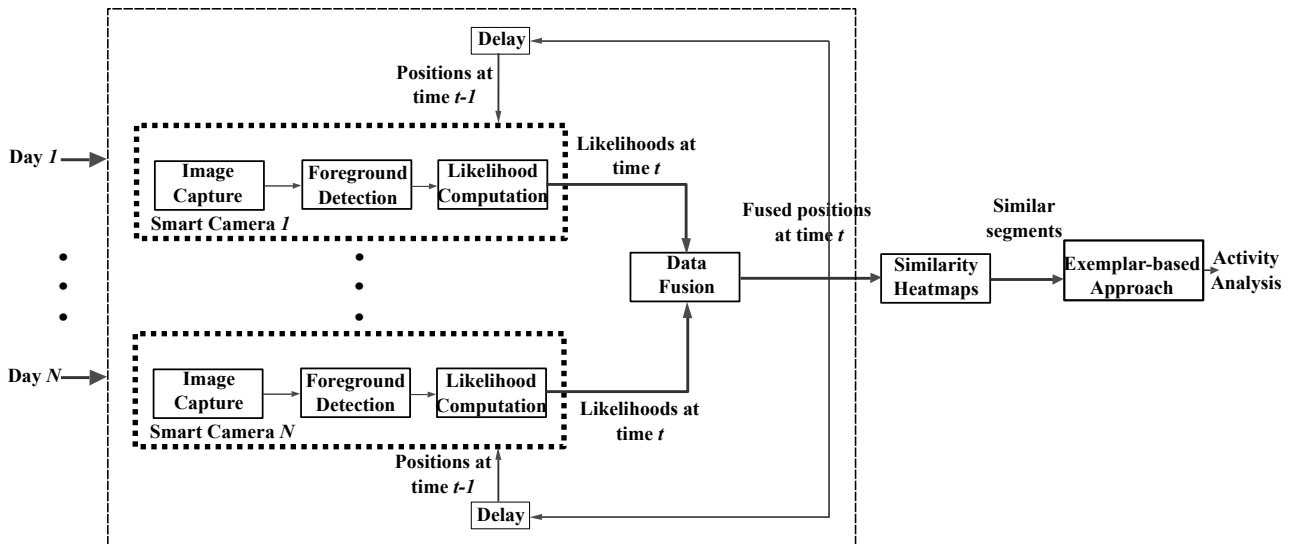 Delay
Positions at
time t-1
Day 1
Image
Capture
Foreground
Detection
Likelihood
Computation
Smart Camera 1
Likelihoods at
time t
Fused positions
at time t
Data
Fusion
Similarity
Heatmaps
Similar
segments
Exemplar-based
Approach
Activity
Analysis
Day N
Image
Capture
Foreground
Detection
Likelihood
Computation
Smart Camera N
Likelihoods at
time t
Positions at
time t-1
Delay